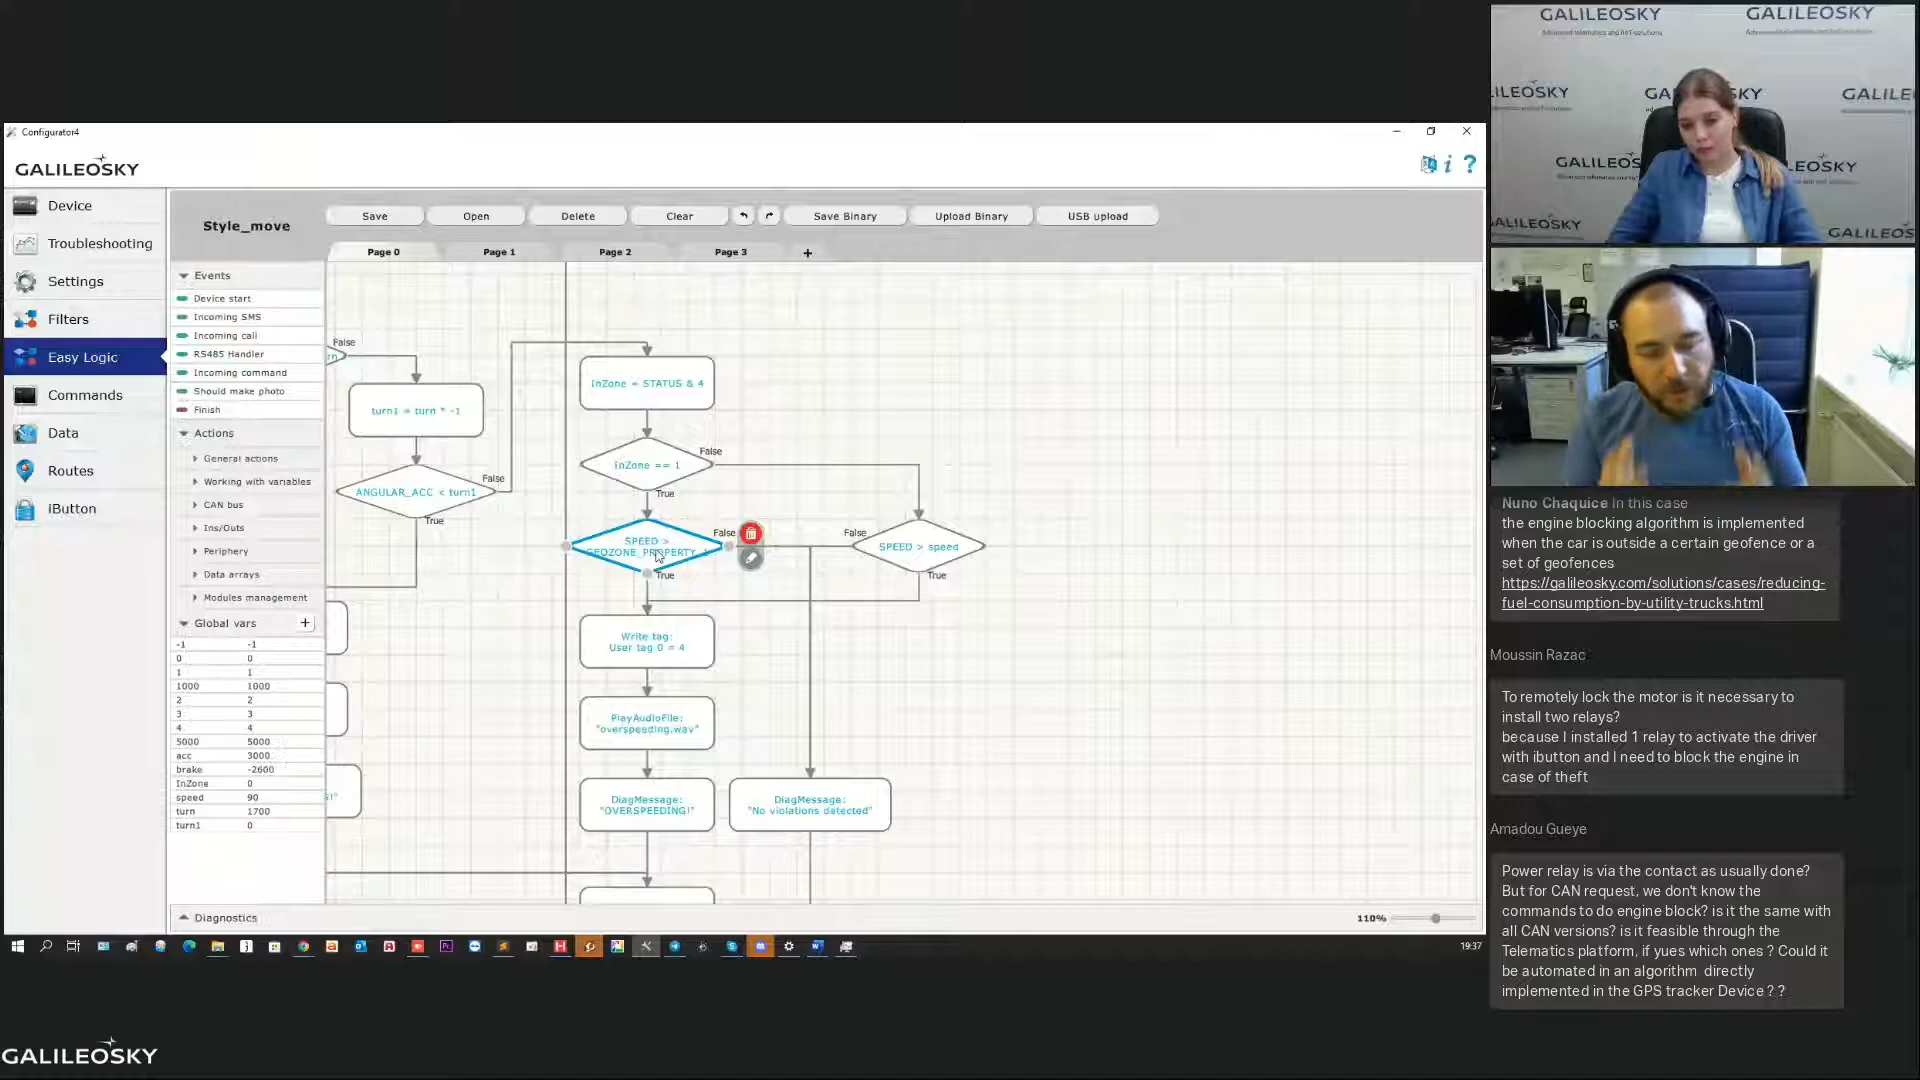 Configurator4
GALILEOSKY
Device
Troubleshooting
Settings
Filters
Easy Logic
Commands
Data
Routes
iButton
Style_move
Save
Open
Delete
Clear
Save Binary
Upload Binary
USB upload
Page 0
Page 1
Page 2
Page 3
+
Events
Device start
Incoming SMS
Incoming call
RS485 Handler
Incoming command
Should make photo
Finish
Actions
General actions
Working with variables
CAN bus
Ins/Outs
Periphery
Data arrays
Modules management
Global vars +
-1 -1
0 0
1 1
1000 1000
2 2
3 3
4 4
5000 5000
acc 3000
brake -2600
InZone 0
speed 90
turn 1700
turn1 0
False
turn1 = turn * -1
ANGULAR_ACC < turn1
False
True
InZone = STATUS & 4
InZone == 1
False
True
SPEED >
GEOZONE_PROPERTY_1
False
True
False
SPEED > speed
True
Write tag:
User tag 0 = 4
PlayAudioFile:
"overspeeding.wav"
DiagMessage:
"OVERSPEEDING!"
DiagMessage:
"No violations detected"
Diagnostics
110%
19:37
GALILEOSKY
GALILEOSKY GALILEOSKY
Nuno Chaquice In this case
the engine blocking algorithm is implemented
when the car is outside a certain geofence or a
set of geofences
https://galileosky.com/solutions/cases/reducing-
fuel-consumption-by-utility-trucks.html
Moussin Razac
To remotely lock the motor is it necessary to
install two relays?
because I installed 1 relay to activate the driver
with ibutton and I need to block the engine in
case of theft
Amadou Gueye
Power relay is via the contact as usually done?
But for CAN request, we don't know the
commands to do engine block? is it the same with
all CAN versions? is it feasible through the
Telematics platform, if yues which ones ? Could it
be automated in an algorithm directly
implemented in the GPS tracker Device ? ?